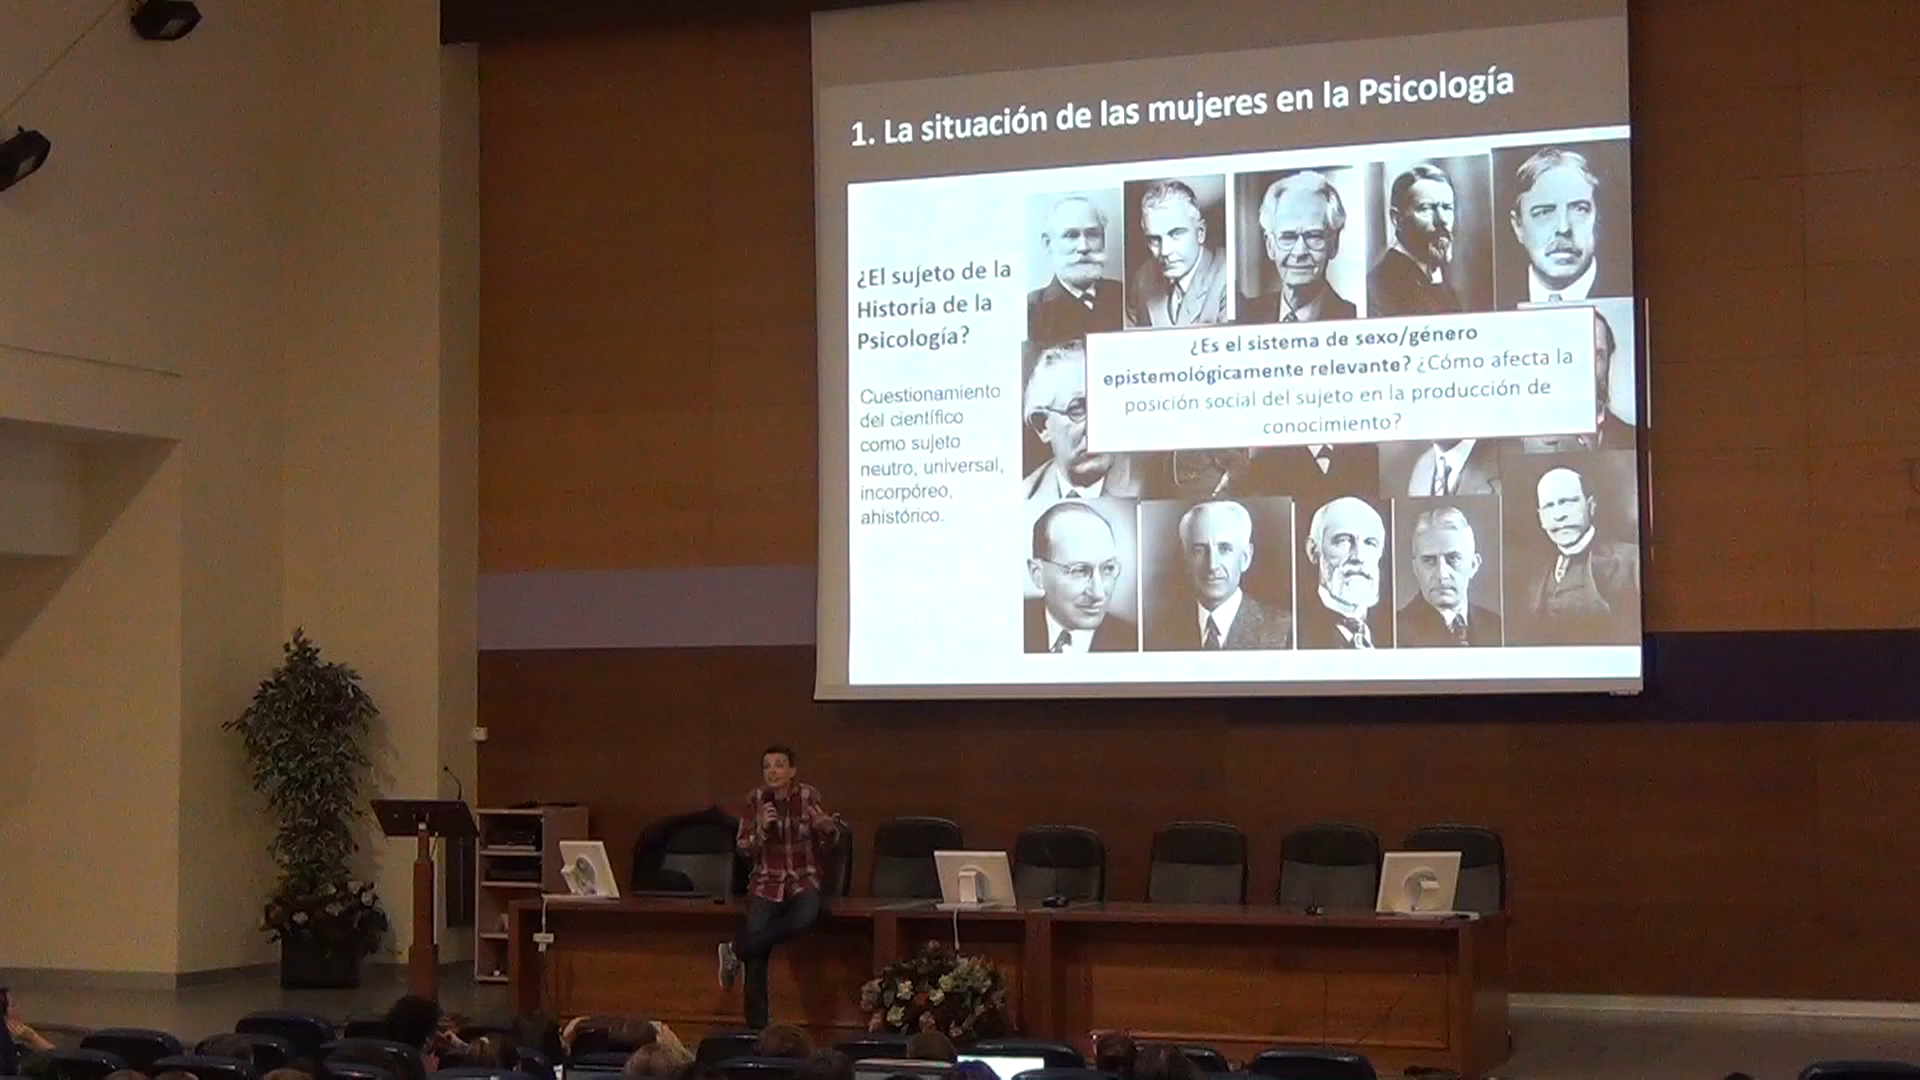 1. La situación de las mujeres en la Psicología
¿El sujeto de la
Historia de la
Psicología?
Cuestionamiento
del científico
como sujeto
neutro, universal,
incorpóreo,
ahistórico.
¿Es el sistema de sexo/género
epistemológicamente relevante? ¿Cómo afecta la
posición social del sujeto en la producción de
conocimiento?